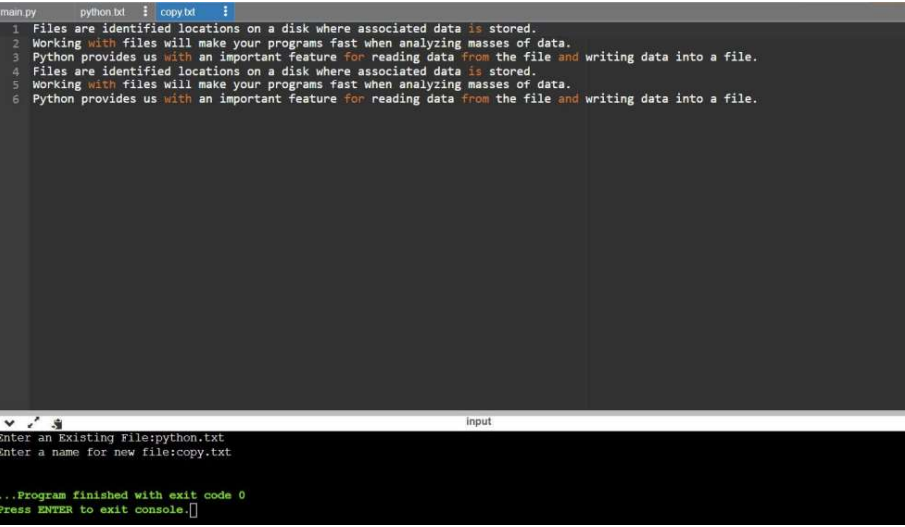 main.py python.txt copy.txt
1 Files are identified locations on a disk where associated data is stored.
2 Working with files will make your programs fast when analyzing masses of data.
3 Python provides us with an important feature for reading data from the file and writing data into a file.
4 Files are identified locations on a disk where associated data is stored.
5 Working with files will make your programs fast when analyzing masses of data.
6 Python provides us with an important feature for reading data from the file and writing data into a file.
input
Enter an Existing File:python.txt
Enter a name for new file:copy.txt
...Program finished with exit code 0
Press ENTER to exit console.